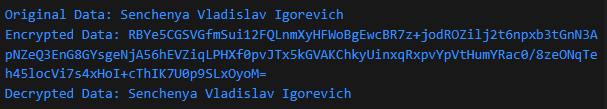 Original Data: Senchenya Vladislav Igorevich
Encrypted Data: RBYe5CGSVGfmSui12FQLnmXyHFWoBgEwcBR7z+jodROZilj2t6npxb3tGnN3A
pNZeQ3EnG8GYsgeNjA56hEVZiqLPHXf0pvJTx5kGVAKChkyUinxqRxpvYpVtHumYRac0/8zeONqTe
h45locVi7s4xHoI+cThIK7U0p9SLxOyoM=
Decrypted Data: Senchenya Vladislav Igorevich